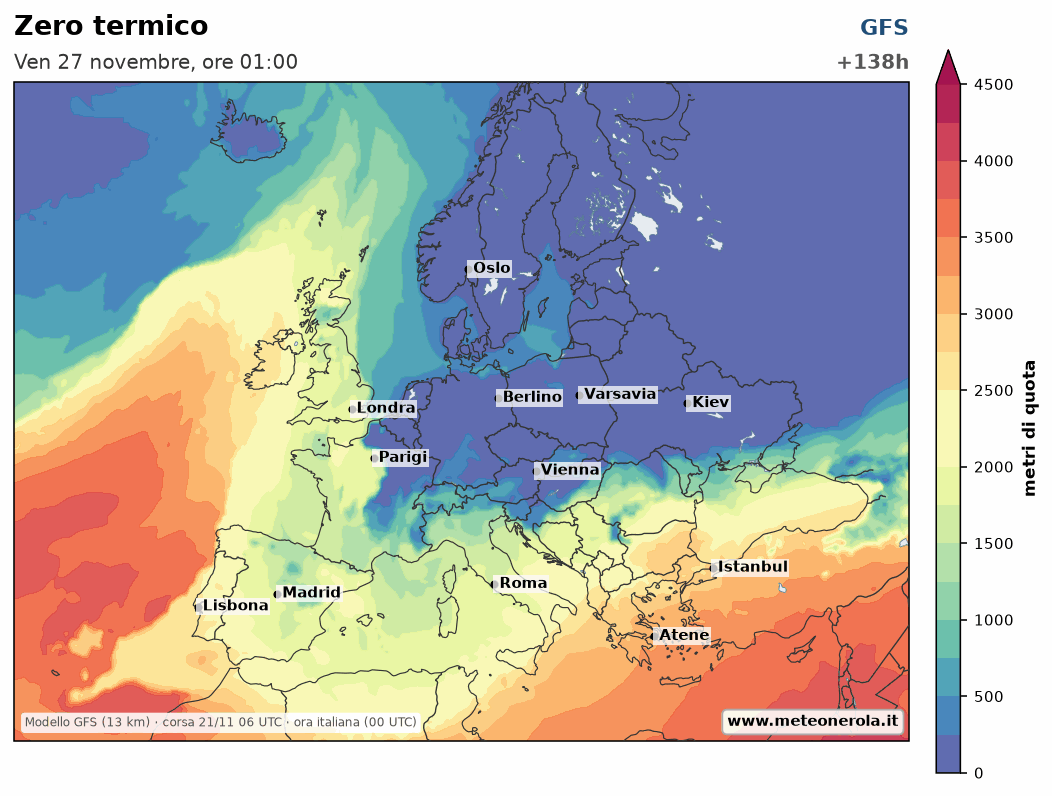 Zero termico
GFS
Ven 27 novembre, ore 01:00
+138h
4500
4000
3500
3000
2500
2000
1500
1000
500
0
metri di quota
Oslo
Berlino
Varsavia
Kiev
Londra
Parigi
Vienna
Istanbul
Roma
Madrid
Lisbona
Atene
Modello GFS (13 km) · corsa 21/11 06 UTC · ora italiana (00 UTC)
www.meteonerola.it